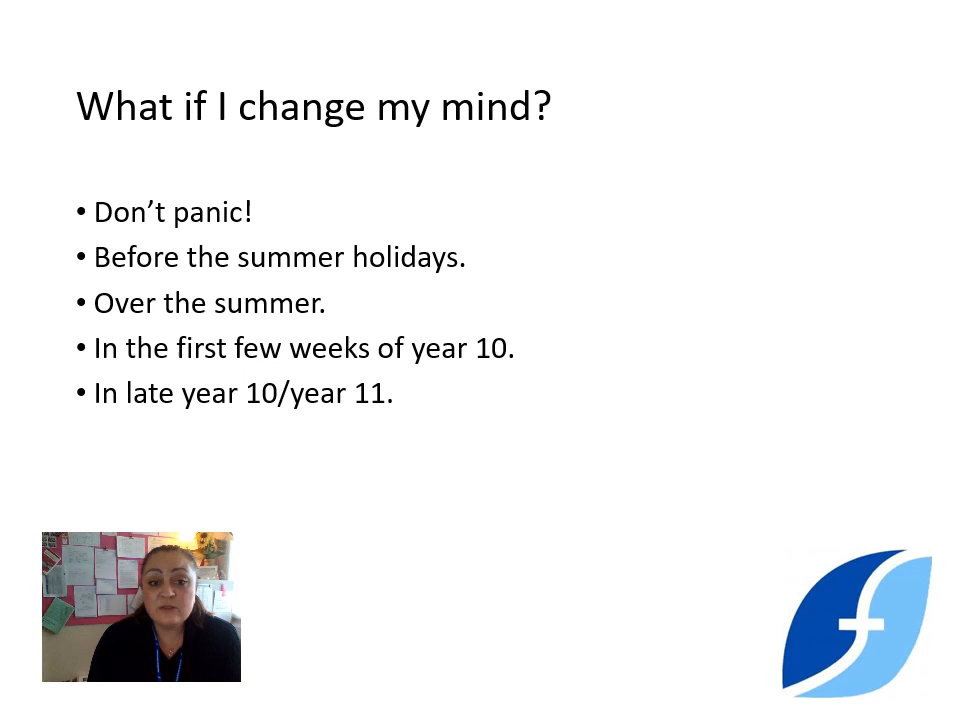 What if I change my mind?
• Don’t panic!
• Before the summer holidays.
• Over the summer.
• In the first few weeks of year 10.
• In late year 10/year 11.